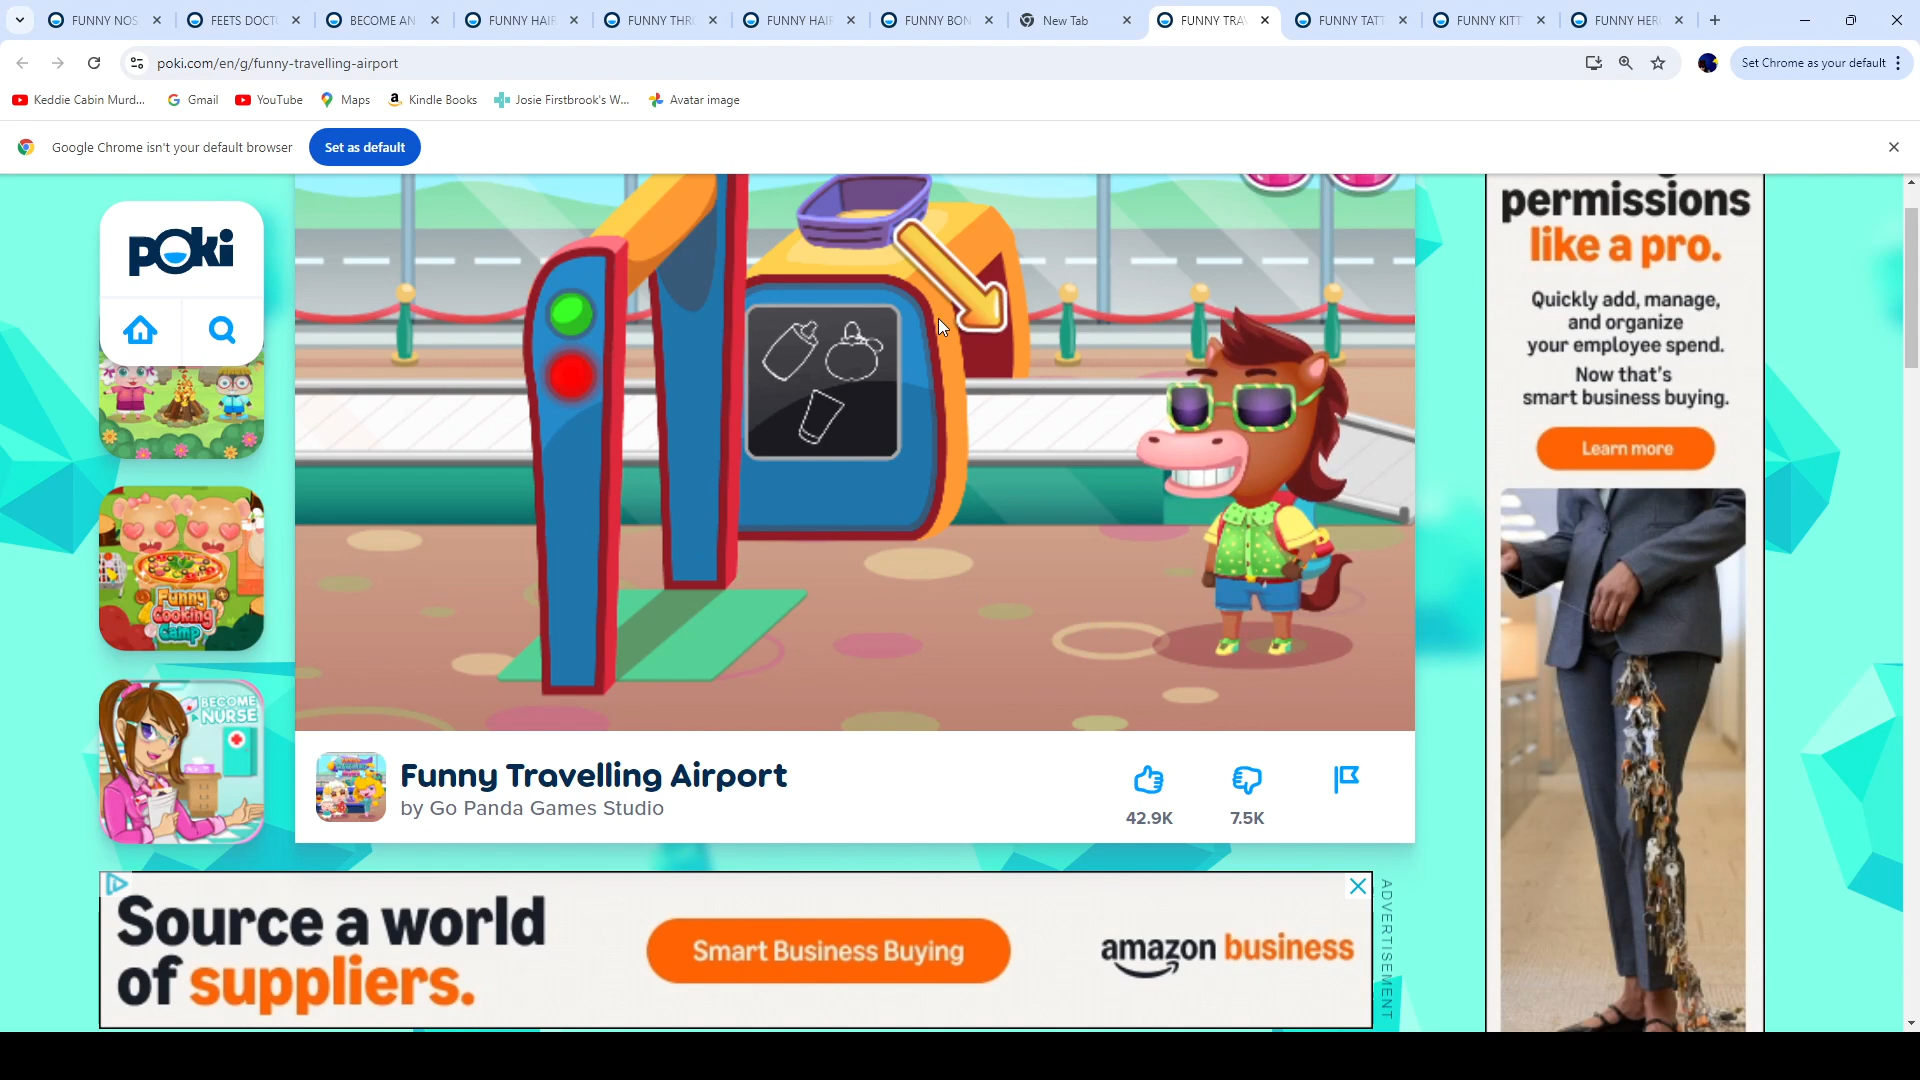 FUNNY NOS
FEETS DOCT
BECOME AN
FUNNY HAIR
FUNNY THR
FUNNY HAIR
FUNNY BON
New Tab
FUNNY TRA
FUNNY TAT
FUNNY KIT
FUNNY HER
poki.com/en/g/funny-travelling-airport
Set Chrome as your default
Keddie Cabin Murd...
Gmail
YouTube
Maps
Kindle Books
Josie Firstbrook's W...
Avatar image
Google Chrome isn't your default browser
Set as default
POKi
permissions
like a pro.
Quickly add, manage,
and organize
your employee spend.
Now that's
smart business buying.
Learn more
Funny
Cooking
Camp
BECOME
NURSE
Funny Travelling Airport
by Go Panda Games Studio
42.9K
7.5K
Source a world
of suppliers.
Smart Business Buying
amazon business
ADVERTISEMENT